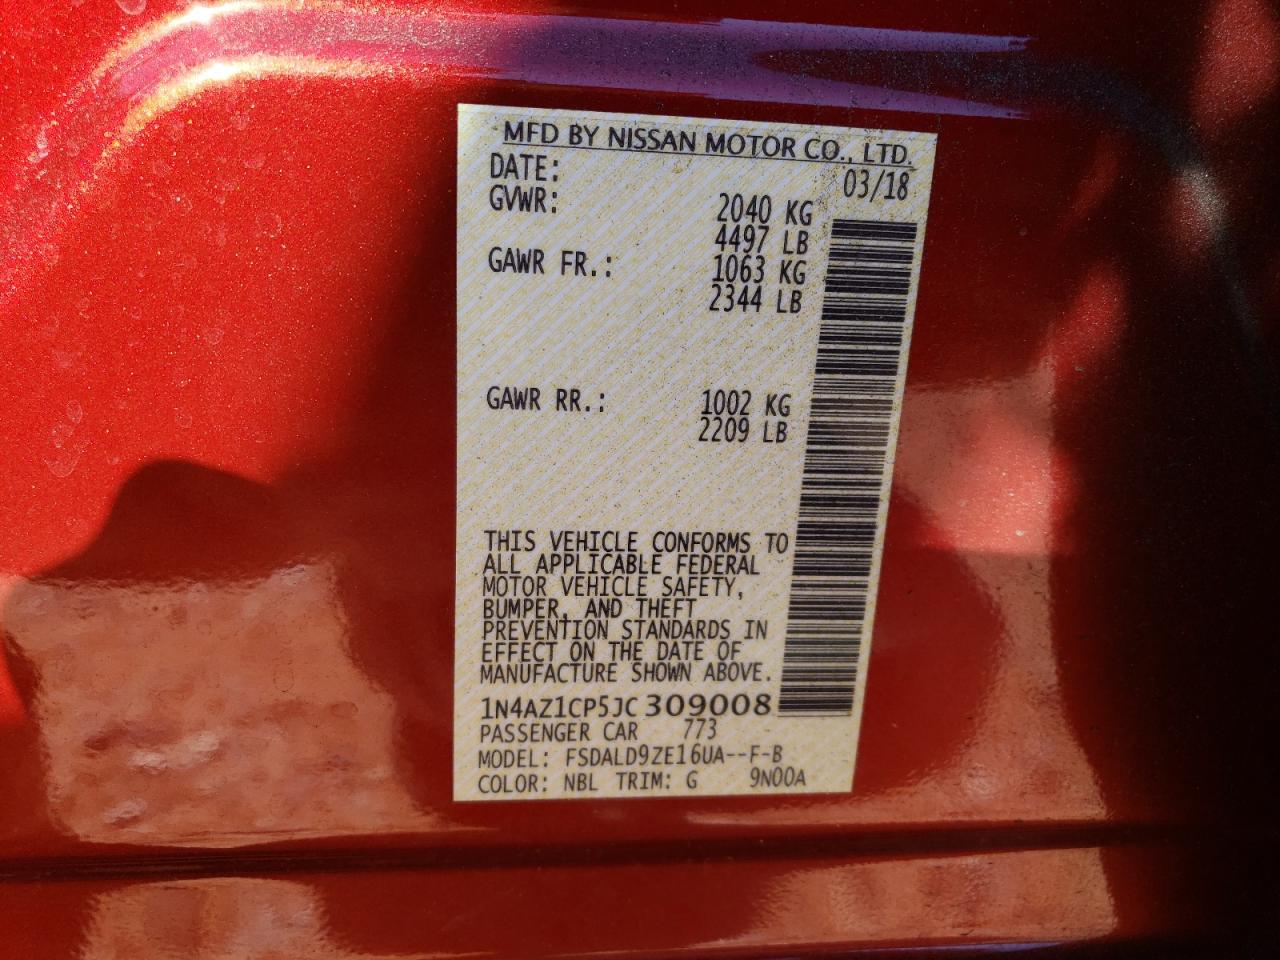 MFD BY NISSAN MOTOR CO., LTD.
DATE: 03/18
GVWR: 2040 KG
4497 LB
GAWR FR.: 1063 KG
2344 LB
GAWR RR.: 1002 KG
2209 LB
THIS VEHICLE CONFORMS TO
ALL APPLICABLE FEDERAL
MOTOR VEHICLE SAFETY,
BUMPER, AND THEFT
PREVENTION STANDARDS IN
EFFECT ON THE DATE OF
MANUFACTURE SHOWN ABOVE.
1N4AZ1CP5JC309008
PASSENGER CAR 773
MODEL: FSDALD9ZE16UA--F-B
COLOR: NBL TRIM: G 9N00A